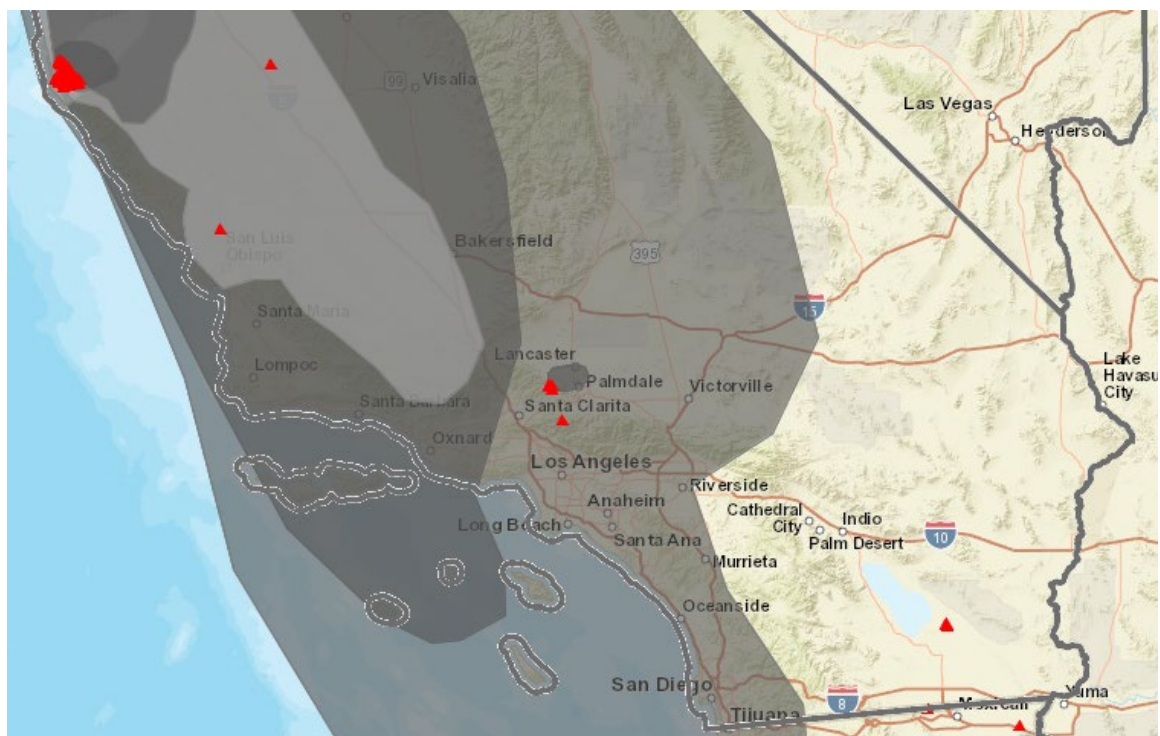 99
Visalia
Las Vegas
Henderson
San Luis
Obispo
Bakersfield
395
Santa Maria
15
Lompoc
Lancaster
Palmdale
Victorville
Lake
Havasu
City
Santa Barbara
Santa Clarita
Oxnard
Los Angeles
Riverside
Anaheim
Cathedral
City
Indio
10
Long Beach
Santa Ana
Palm Desert
Murrieta
Oceanside
San Diego
8
Yuma
Tijuana
Mexicali